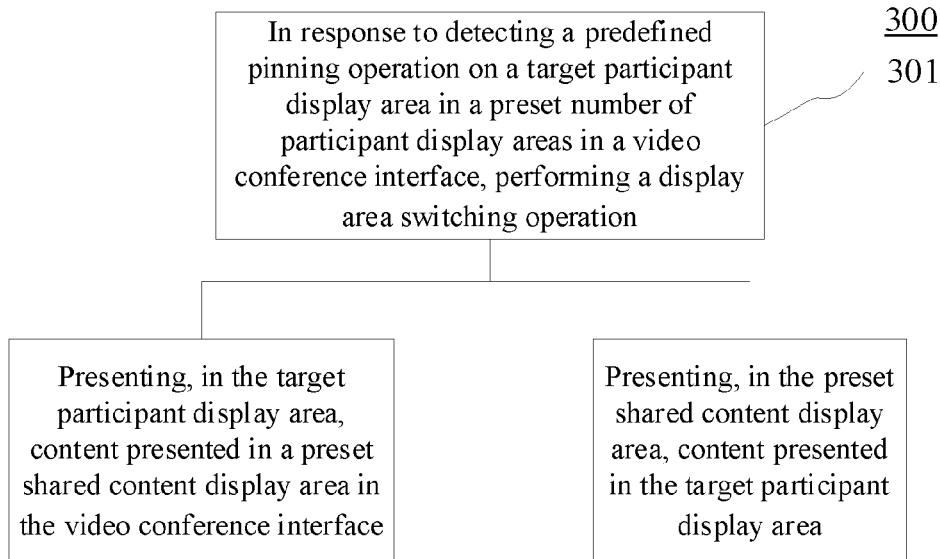 300
301
In response to detecting a predefined
pinning operation on a target participant
display area in a preset number of
participant display areas in a video
conference interface, performing a display
area switching operation
Presenting, in the target
participant display area,
content presented in a preset
shared content display area in
the video conference interface
Presenting, in the preset
shared content display
area, content presented
in the target participant
display area